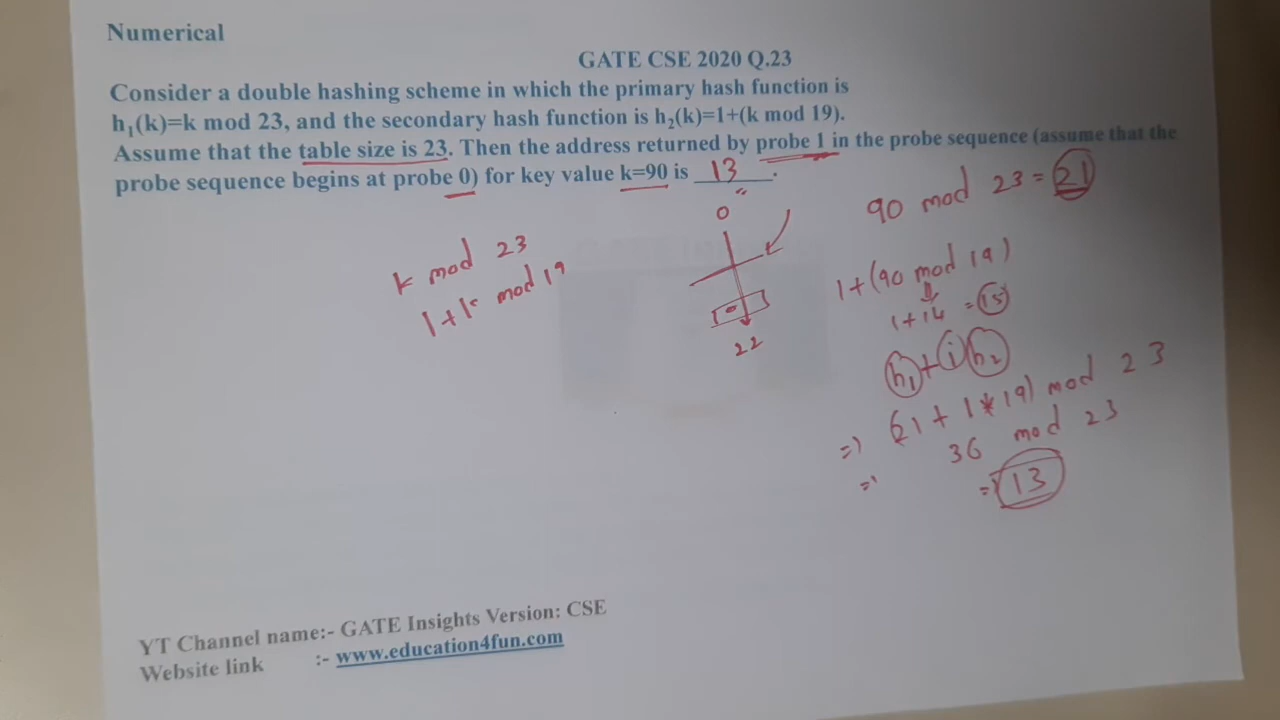 Numerical
GATE CSE 2020 Q.23
Consider a double hashing scheme in which the primary hash function is
h₁(k)=k mod 23, and the secondary hash function is h₂(k)=1+(k mod 19).
Assume that the table size is 23. Then the address returned by probe 1 in the probe sequence (assume that the
probe sequence begins at probe 0) for key value k=90 is 13.
90 mod 23 = 21
0
k mod 23
1+k mod 19
1+(90 mod 19)
1+14 = 15
22
h₁+i h₂
=) (21 + 1*19) mod 23
=) 36 mod 23
=) 13
YT Channel name:- GATE Insights Version: CSE
Website link :- www.education4fun.com